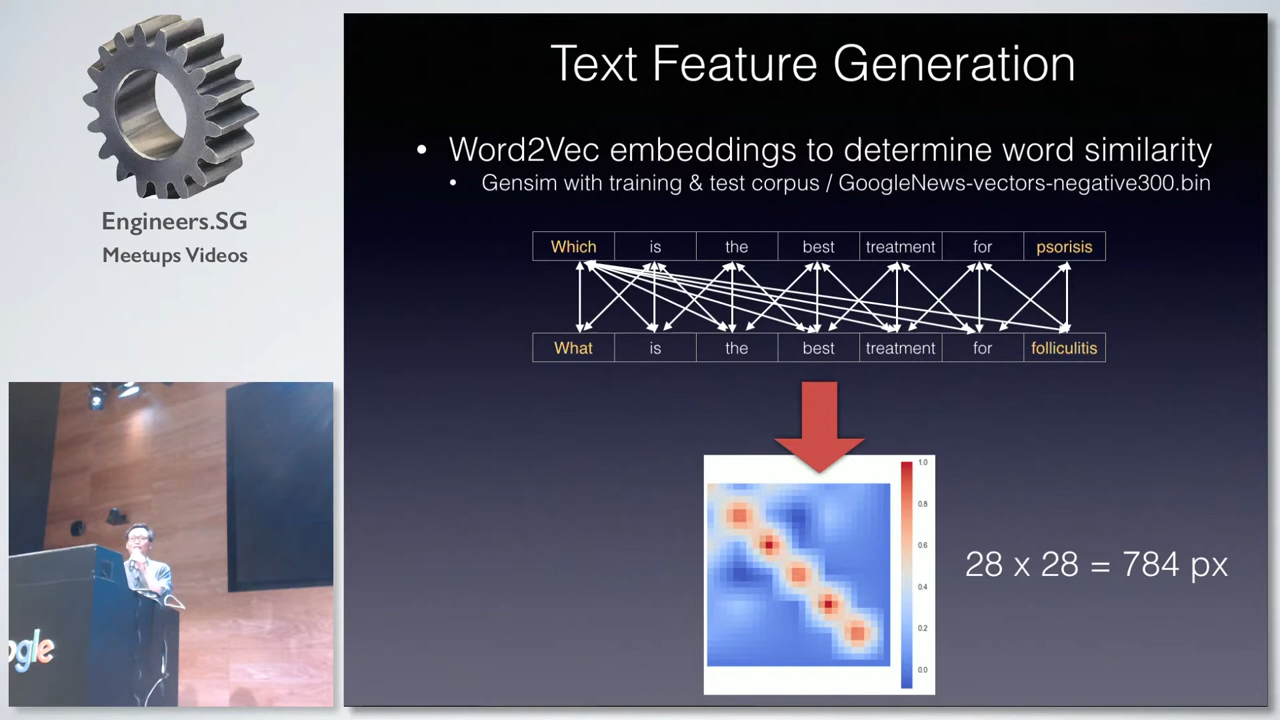 Engineers.SG
Meetups Videos
Text Feature Generation
• Word2Vec embeddings to determine word similarity
• Gensim with training & test corpus / GoogleNews-vectors-negative300.bin
Which is the best treatment for psorisis
What is the best treatment for folliculitis
1.0
0.8
0.6
0.4
0.2
0.0
28 x 28 = 784 px
ogle